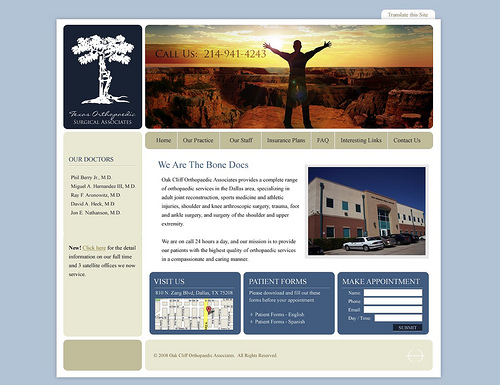 Translate this Site
Call Us: 214-941-4243
Texas Orthopaedic
Surgical Associates
Home
Our Practice
Our Staff
Insurance Plans
FAQ
Interesting Links
Contact Us
OUR DOCTORS
Phil Berry Jr., M.D.
Miguel A. Hernandez III, M.D.
Ray F. Aronowitz, M.D.
David A. Heck, M.D
Jon E. Nathanson, M.D.
New! Click here for the detail
information on our full time
and 3 satellite offices we now
service.
We Are The Bone Docs
Oak Cliff Orthopaedic Associates provides a complete range
of orthopaedic services in the Dallas area, specializing in
adult joint reconstruction, sports medicine and athletic
injuries, shoulder and knee arthroscopic surgery, trauma, foot
and ankle surgery, and surgery of the shoulder and upper
extremity.
We are on call 24 hours a day, and our mission is to provide
our patients with the highest quality of orthopaedic services
in a compassionate and caring manner.
VISIT US
810 N. Zang Blvd, Dallas, TX 75208
PATIENT FORMS
Please download and fill out these
forms before your appointment
+ Patient Forms - English
+ Patient Forms - Spanish
MAKE APPOINTMENT
Name:
Phone:
Email:
Day / Time:
SUBMIT
© 2008 Oak Cliff Orthopaedic Associates. All Rights Reserved.